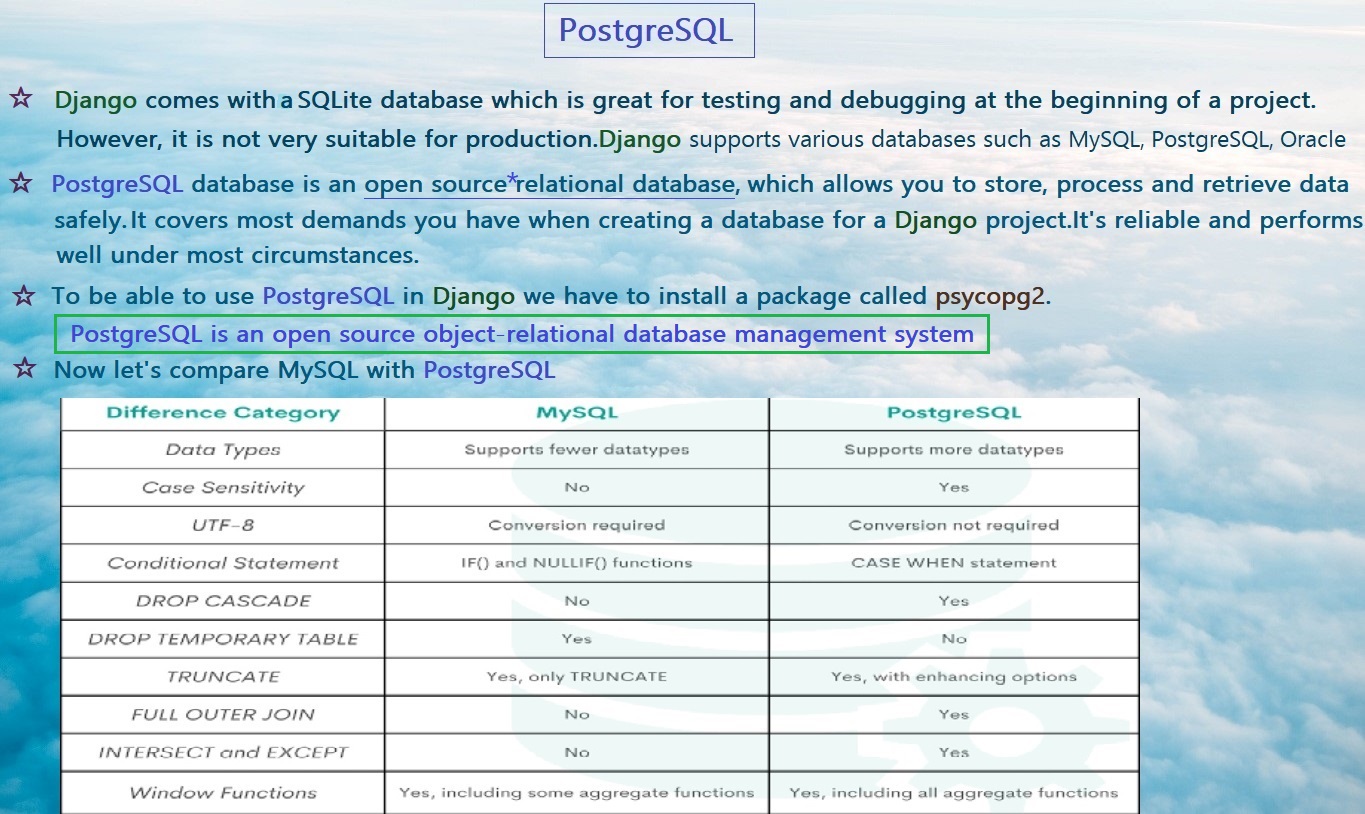 PostgreSQL
☆ Django comes with a SQLite database which is great for testing and debugging at the beginning of a project.
However, it is not very suitable for production.Django supports various databases such as MySQL, PostgreSQL, Oracle
☆ PostgreSQL database is an open source*relational database, which allows you to store, process and retrieve data
safely.It covers most demands you have when creating a database for a Django project.It's reliable and performs
well under most circumstances.
☆ To be able to use PostgreSQL in Django we have to install a package called psycopg2.
PostgreSQL is an open source object-relational database management system
☆ Now let's compare MySQL with PostgreSQL
Difference Category MySQL PostgreSQL
Data Types Supports fewer datatypes Supports more datatypes
Case Sensitivity No Yes
UTF-8 Conversion required Conversion not required
Conditional Statement IF() and NULLIF() functions CASE WHEN statement
DROP CASCADE No Yes
DROP TEMPORARY TABLE Yes No
TRUNCATE Yes, only TRUNCATE Yes, with enhancing options
FULL OUTER JOIN No Yes
INTERSECT and EXCEPT No Yes
Window Functions Yes, including some aggregate functions Yes, including all aggregate functions